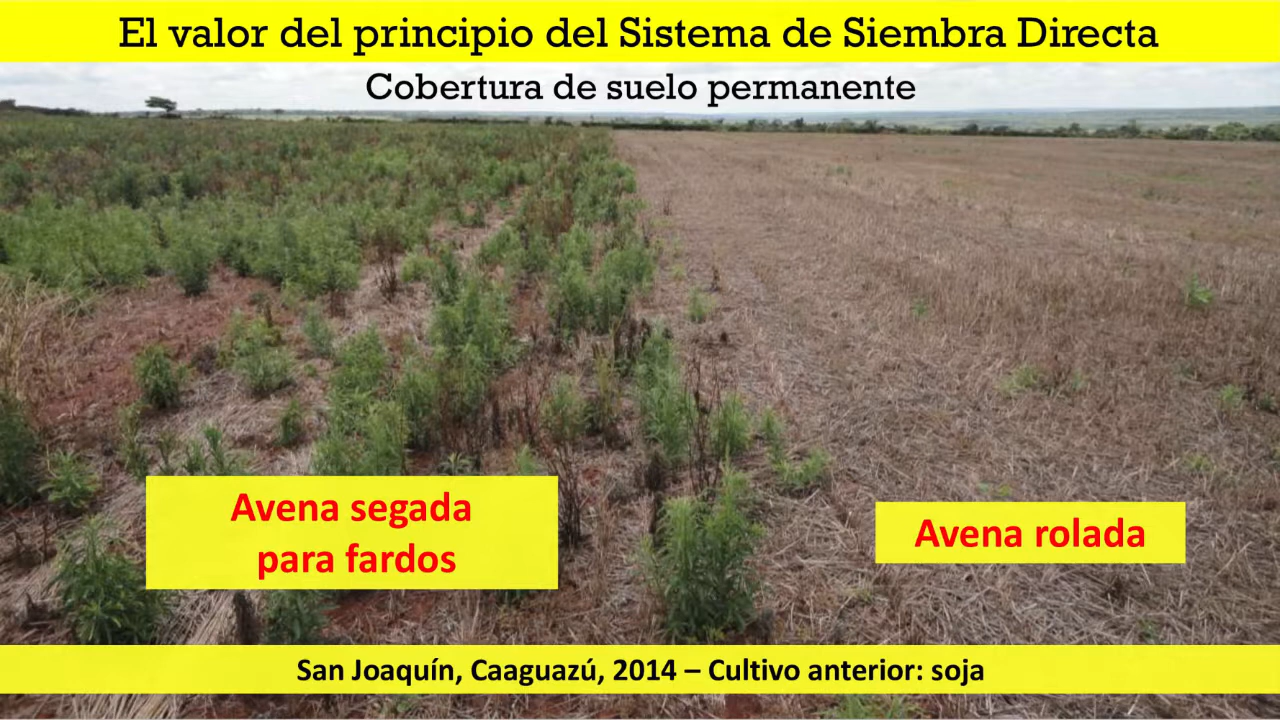 El valor del principio del Sistema de Siembra Directa
Cobertura de suelo permanente
Avena segada
para fardos
Avena rolada
San Joaquín, Caaguazú, 2014 – Cultivo anterior: soja